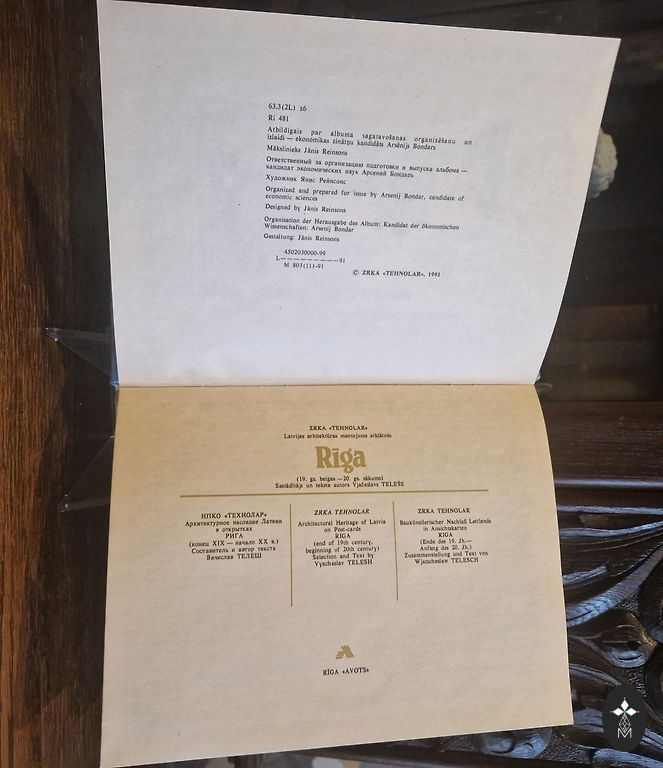 63.3(2L) z6
Ri 481
Atbildīgais par albuma sagatavošanas organizēšanu un
izlaidi — ekonomikas zinātņu kandidāts Arsēnijs Bondars
Mākslinieks Jānis Reinsons
Ответственный за организацию подготовки и выпуска альбома —
кандидат экономических наук Арсений Бондарь
Художник Янис Рейнсонс
Organized and prepared for issue by Arsenij Bondar, candidate of
economic sciences
Designed by Jānis Reinsons
Organisation der Herausgabe des Album: Kandidat der ökonomischen
Wissenschaften: Arsenij Bondar
Gestaltung: Jānis Reinsons
4502030000-99
L—————————91
M 803(11)-91
© ZRKA «TEHNOLAR», 1991
ZRKA «TEHNOLAR»
Latvijas arhitektūras mantojums atklātnēs
Rīga
(19. gs. beigas—20. gs. sākums)
Sastādītājs un teksta autors Vjačeslavs TELEŠS
НПКО «ТЕХНОЛАР»
Архитектурное наследие Латвии
в открытках
РИГА
(конец XIX — начало XX в.)
Составитель и автор текста
Вячеслав ТЕЛЕШ
ZRKA TEHNOLAR
Architectural Heritage of Latvia
on Post-cards
RIGA
(end of 19th century,
beginning of 20th century)
Selection and Text by
Vyacheslav TELESH
ZRKA TEHNOLAR
Baukünstlerischer Nachlaß Lettlands
in Ansichtskarten
RIGA
(Ende des 19. Jh.—
Anfang des 20. Jh.)
Zusammenstellung und Text von
Wjatscheslaw TELESCH
RĪGA «AVOTS»
M